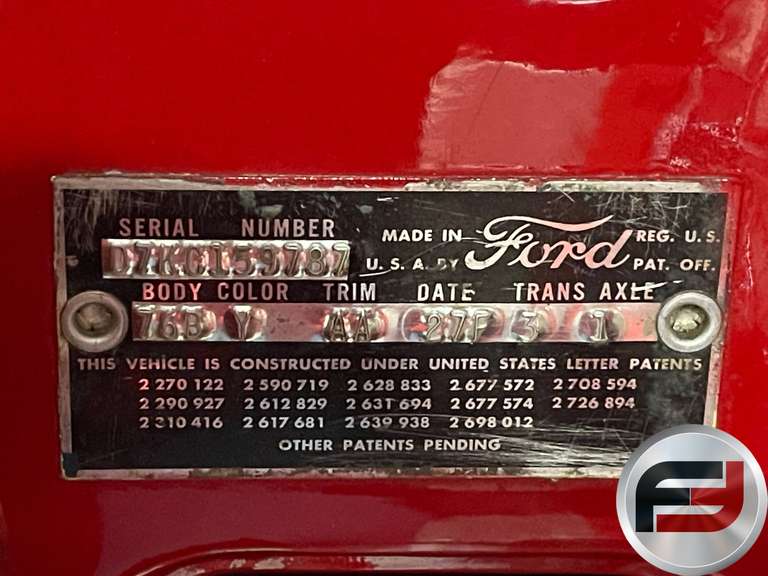 SERIAL NUMBER
D7KC159787
MADE IN Ford REG. U. S.
U. S. A. BY PAT. OFF.
BODY COLOR TRIM DATE TRANS AXLE
76B Y AA 27F 3 1
THIS VEHICLE IS CONSTRUCTED UNDER UNITED STATES LETTER PATENTS
2 270 122 2 590 719 2 628 833 2 677 572 2 708 594
2 290 927 2 612 829 2 631 694 2 677 574 2 726 894
2 310 416 2 617 681 2 639 938 2 698 012
OTHER PATENTS PENDING